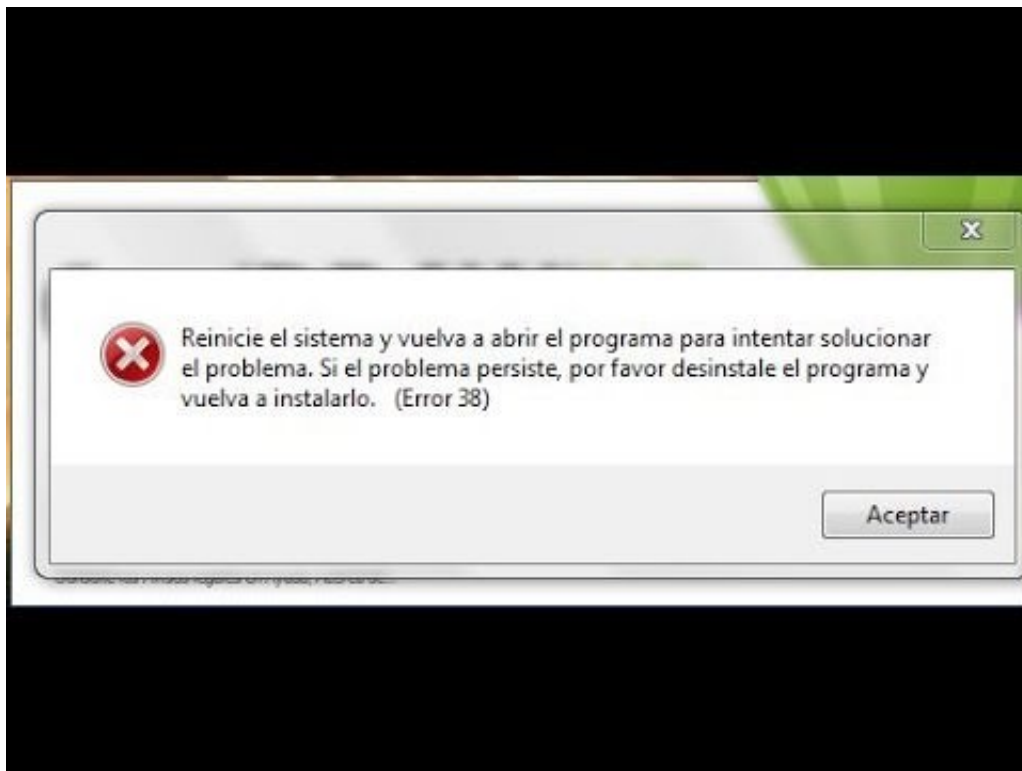 Reinicie el sistema y vuelva a abrir el programa para intentar solucionar
el problema. Si el problema persiste, por favor desinstale el programa y
vuelva a instalarlo. (Error 38)
Aceptar